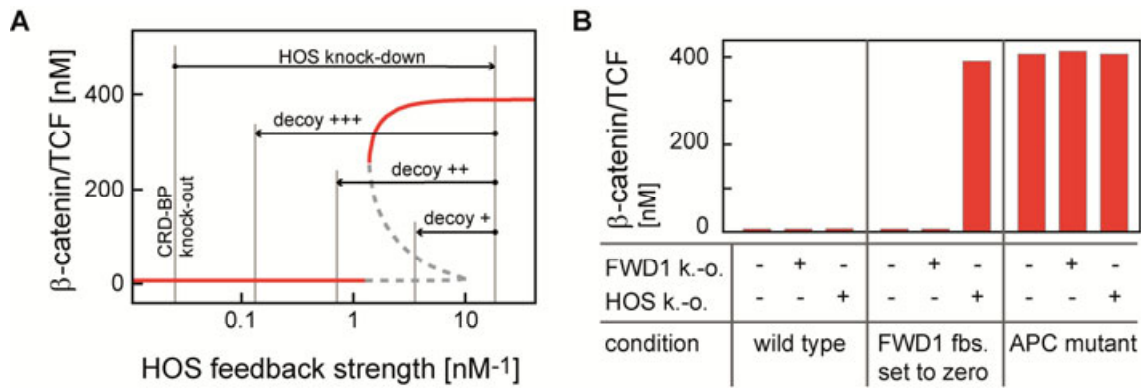 A
β-catenin/TCF [nM]
400
200
0
HOS knock-down
decoy +++
decoy ++
decoy +
CRD-BP
knock-out
0.1
1
10
HOS feedback strength [nM-1]
B
β-catenin/TCF
[nM]
400
200
0
FWD1 k.-o. - + - - + - - + -
HOS k.-o. - - + - - + - - +
condition wild type FWD1 fbs. APC mutant
set to zero